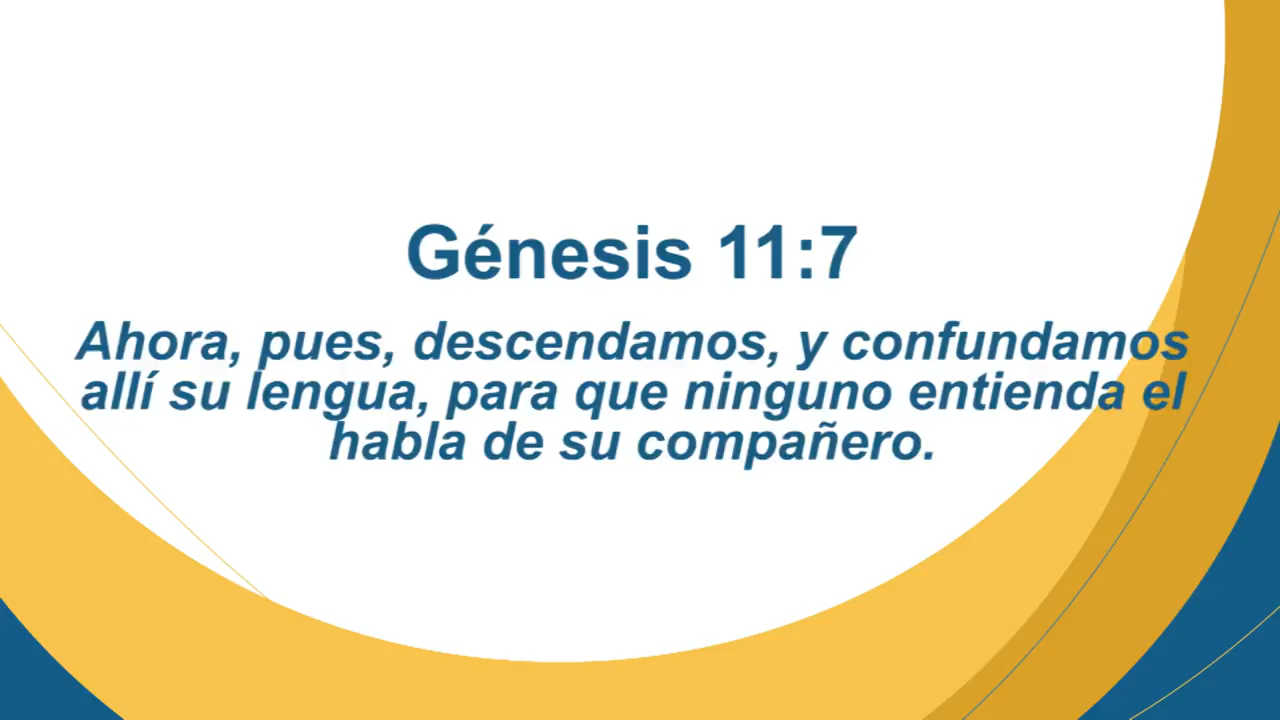 Génesis 11:7
Ahora, pues, descendamos, y confundamos
allí su lengua, para que ninguno entienda el
habla de su compañero.